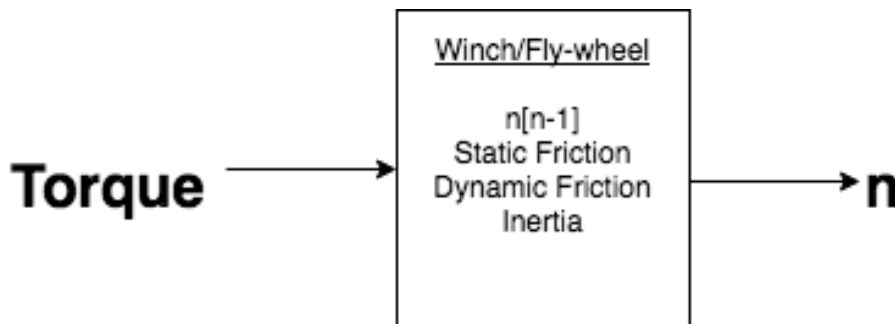 Torque
Winch/Fly-wheel
n[n-1]
Static Friction
Dynamic Friction
Inertia
n